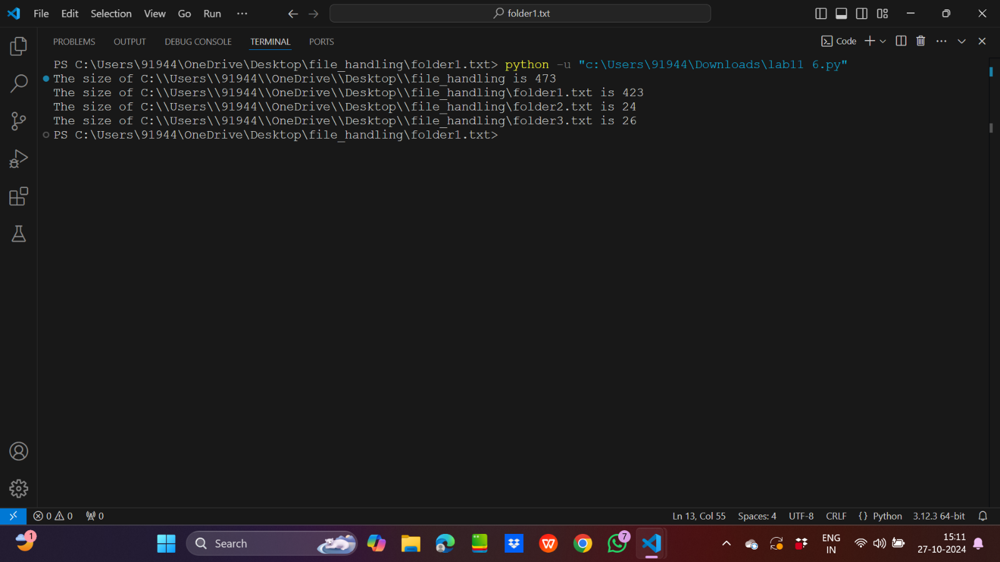 File Edit Selection View Go Run ··· folder1.txt
PROBLEMS OUTPUT DEBUG CONSOLE TERMINAL PORTS Code
PS C:\Users\91944\OneDrive\Desktop\file_handling\folder1.txt> python -u "c:\Users\91944\Downloads\lab11 6.py"
The size of C:\\Users\\91944\\OneDrive\\Desktop\\file_handling is 473
The size of C:\\Users\\91944\\OneDrive\\Desktop\\file_handling\folder1.txt is 423
The size of C:\\Users\\91944\\OneDrive\\Desktop\\file_handling\folder2.txt is 24
The size of C:\\Users\\91944\\OneDrive\\Desktop\\file_handling\folder3.txt is 26
PS C:\Users\91944\OneDrive\Desktop\file_handling\folder1.txt>
0 0 0 Ln 13, Col 55 Spaces: 4 UTF-8 CRLF {} Python 3.12.3 64-bit
1 Search 7 ENG 15:11
IN 27-10-2024